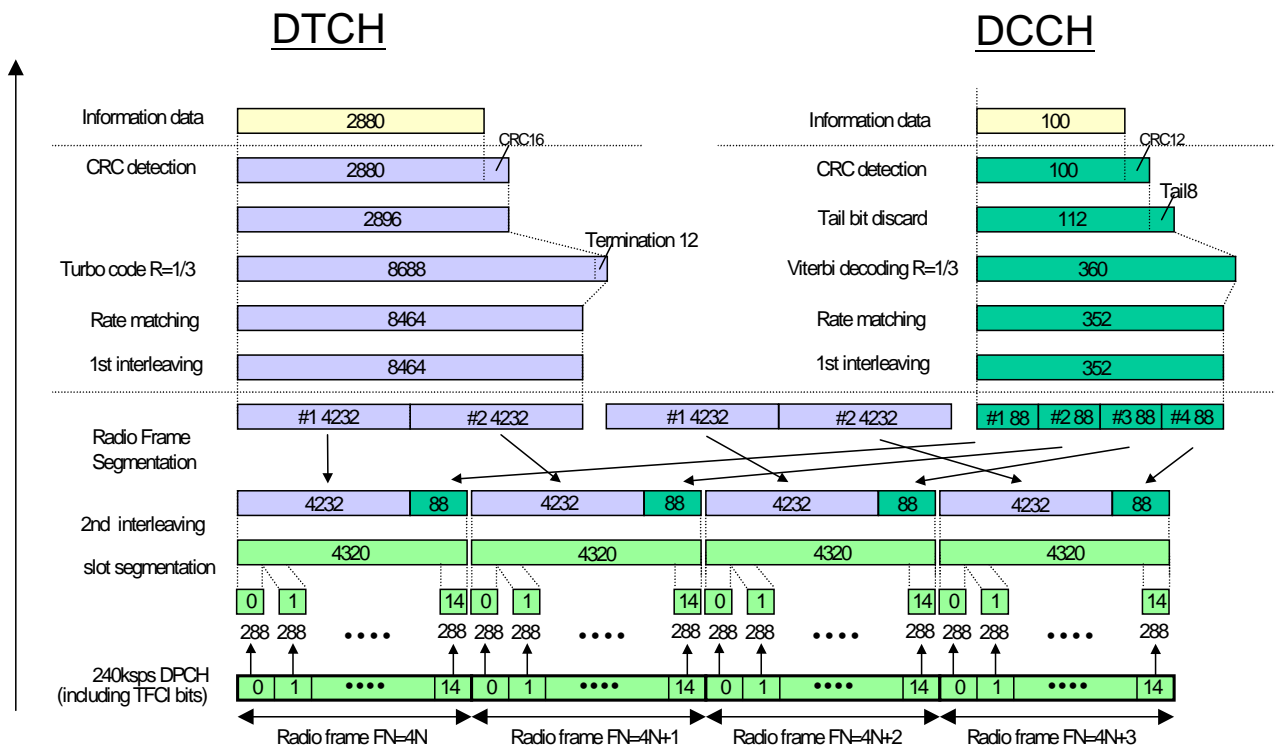 DTCH DCCH
Information data 2880 Information data 100
CRC16 CRC12
CRC detection 2880 CRC detection 100
Tail8
2896 Tail bit discard 112
Termination 12
Turbo code R=1/3 8688 Viterbi decoding R=1/3 360
Rate matching 8464 Rate matching 352
1st interleaving 8464 1st interleaving 352
#1 4232 #2 4232 #1 4232 #2 4232 #1 88 #2 88 #3 88 #4 88
Radio Frame
Segmentation
4232 88 4232 88 4232 88 4232 88
2nd interleaving
4320 4320 4320 4320
slot segmentation
0 1 14 0 1 14 0 1 14 0 1 14
288 288 •••• 288 288 288 •••• 288 288 288 •••• 288 288 288 •••• 288
240ksps DPCH
(including TFCI bits)
0 1 •••• 14 0 1 •••• 14 0 1 •••• 14 0 1 •••• 14
Radio frame FN=4N Radio frame FN=4N+1 Radio frame FN=4N+2 Radio frame FN=4N+3